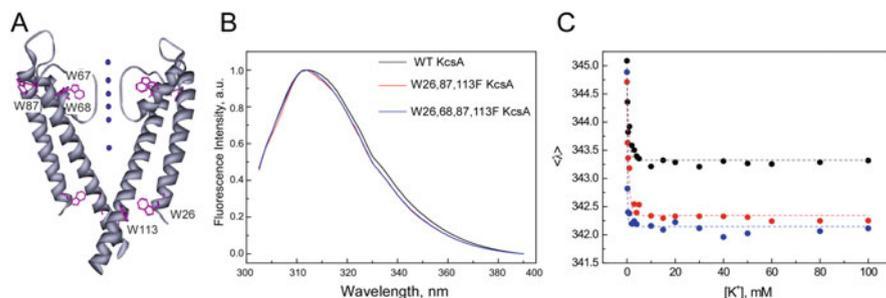 A
W67
W87
W68
W26
W113
B
WT KcsA
W26,87,113F KcsA
W26,68,87,113F KcsA
Fluorescence Intensity, a.u.
1.0
0.8
0.6
0.4
0.2
0.0
300 310 320 330 340 350 360 370 380 390 400
Wavelength, nm
C
<λ>
345.0
344.5
344.0
343.5
343.0
342.5
342.0
341.5
0 20 40 60 80 100
[K⁺], mM